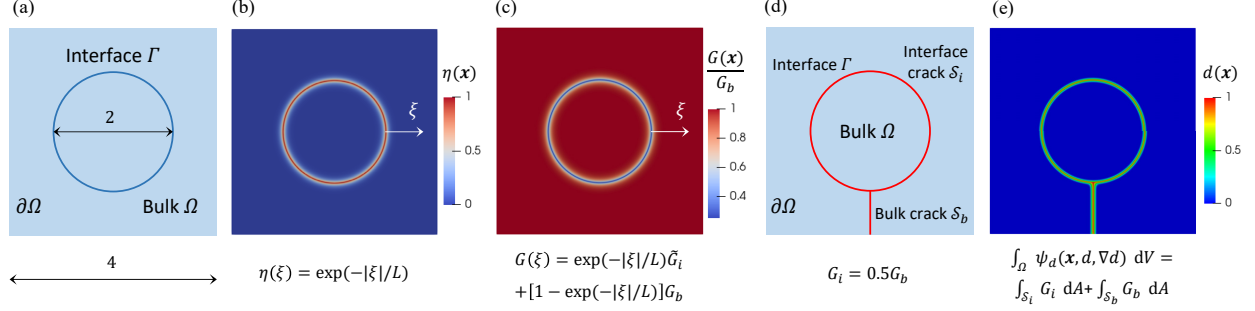 (a)
Interface Γ
2
∂Ω
Bulk Ω
4
(b)
η(x)
1
0.5
0
ξ
η(ξ) = exp(−|ξ|/L)
(c)
G(x)
G_b
1
0.8
0.6
0.4
ξ
G(ξ) = exp(−|ξ|/L)G̃_i
+[1 − exp(−|ξ|/L)]G_b
(d)
Interface Γ
Interface
crack 𝒮_i
Bulk Ω
∂Ω
Bulk crack 𝒮_b
G_i = 0.5G_b
(e)
d(x)
1
0.5
0
∫_Ω ψ_d(x, d, ∇d) dV =
∫_𝒮_i G_i dA+ ∫_𝒮_b G_b dA